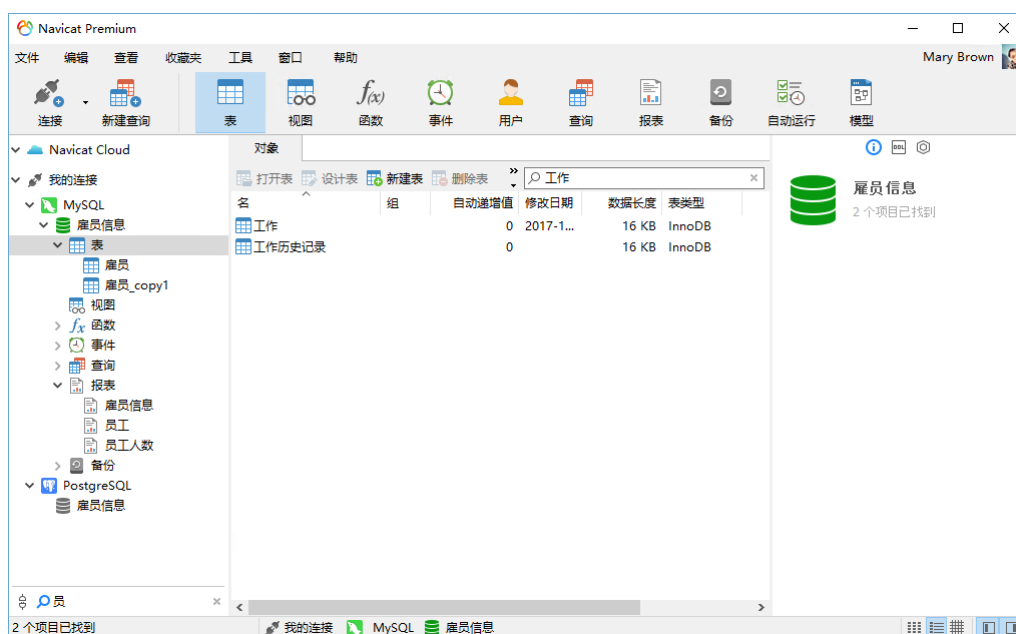 Navicat Premium
文件 编辑 查看 收藏夹 工具 窗口 帮助 Mary Brown
连接 新建查询 表 视图 函数 事件 用户 查询 报表 备份 自动运行 模型
Navicat Cloud
我的连接
MySQL
雇员信息
表
雇员
雇员_copy1
视图
函数
事件
查询
报表
雇员信息
员工
员工人数
备份
PostgreSQL
雇员信息
员
2 个项目已找到
对象
打开表 设计表 新建表 删除表 » 工作
名 组 自动递增值 修改日期 数据长度 表类型
工作 0 2017-1... 16 KB InnoDB
工作历史记录 0 16 KB InnoDB
DDL
雇员信息
2 个项目已找到
我的连接 MySQL 雇员信息